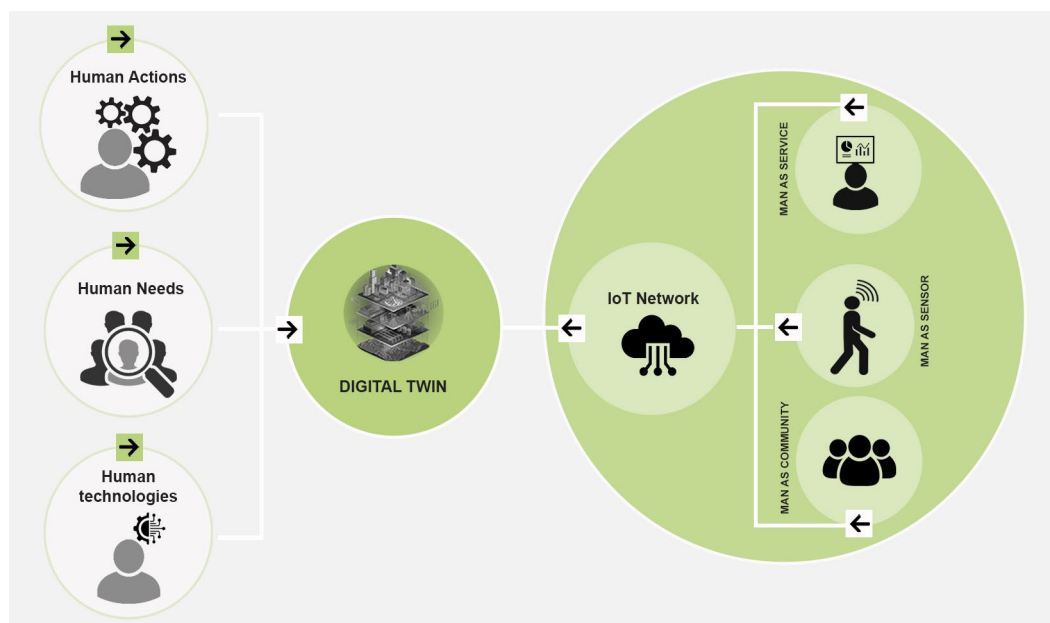 Human Actions
Human Needs
Human
technologies
DIGITAL TWIN
IoT Network
MAN AS SERVICE
MAN AS SENSOR
MAN AS COMMUNITY